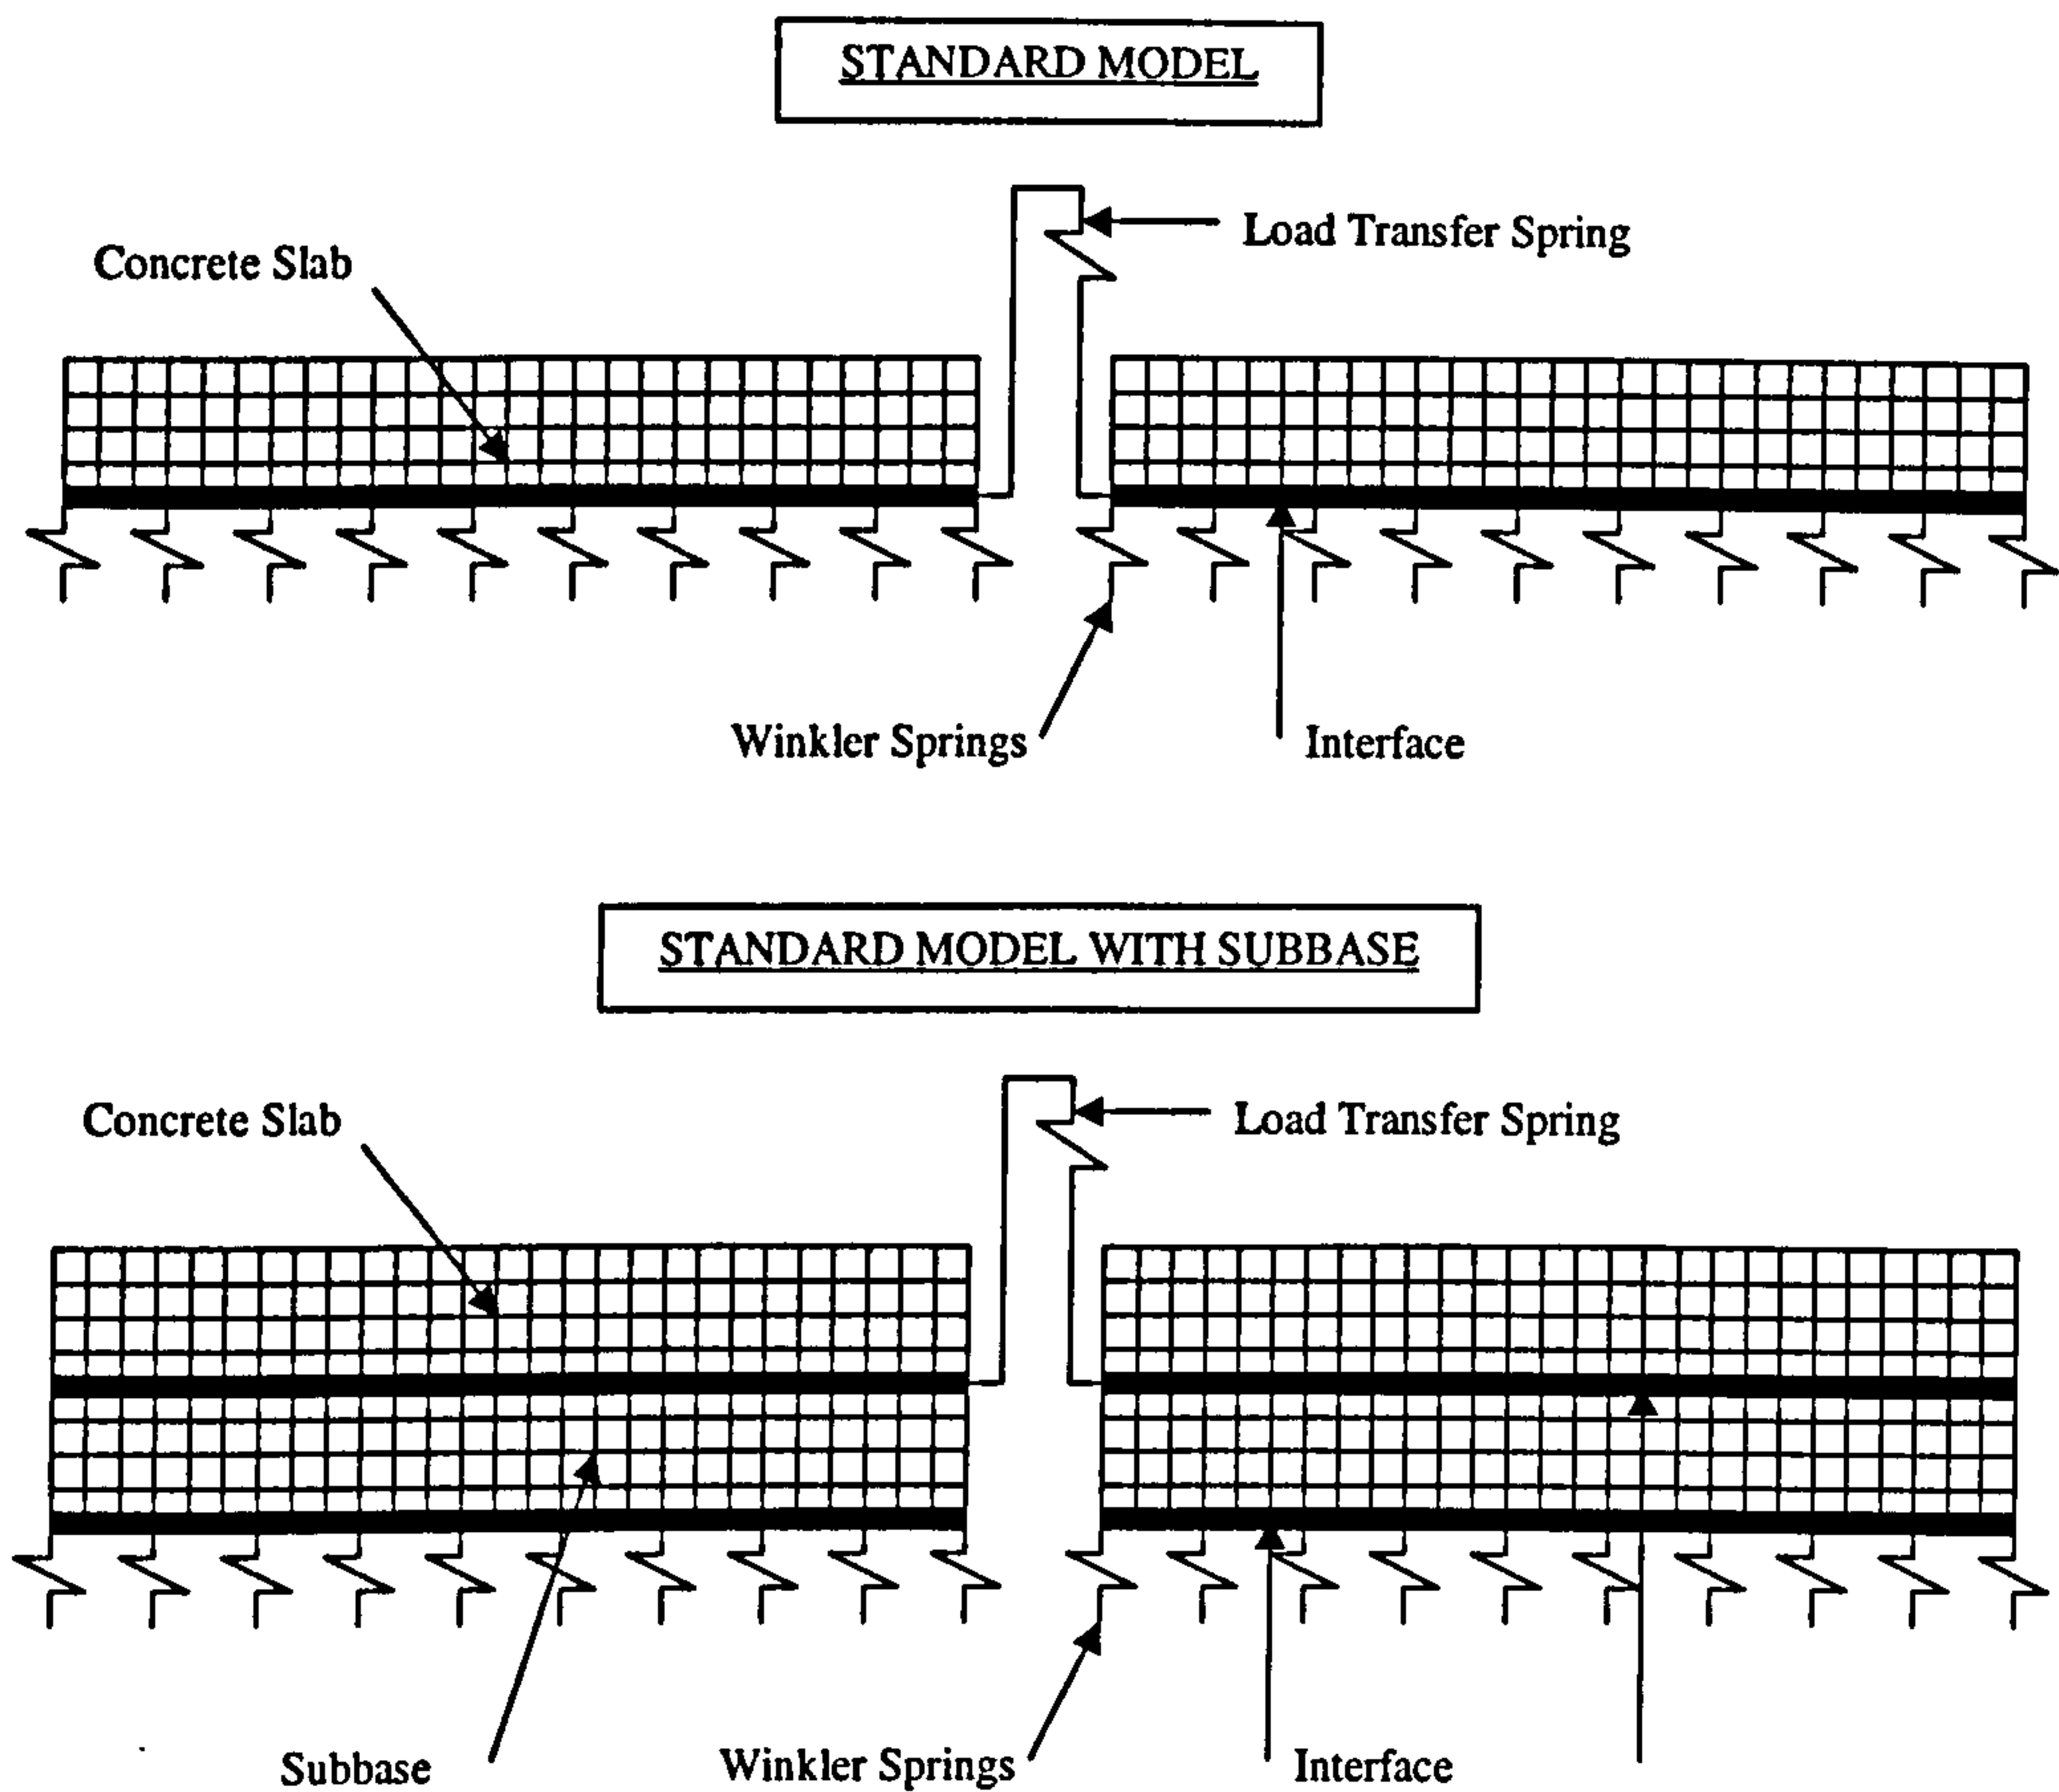 STANDARD MODEL
Load Transfer Spring
Concrete Slab
Winkler Springs
Interface
STANDARD MODEL WITH SUBBASE
Concrete Slab
Load Transfer Spring
Subbase
Winkler Springs
Interface